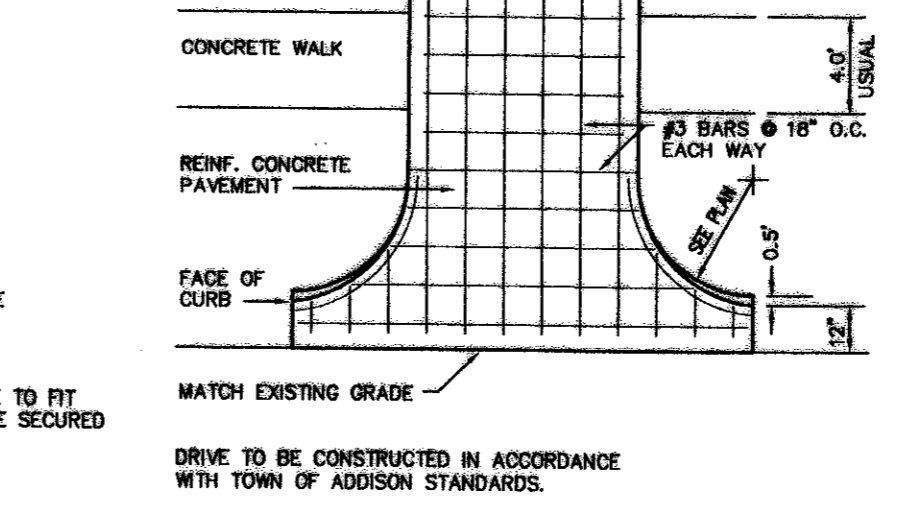 CONCRETE WALK
4.0'
USUAL
#3 BARS @ 18" O.C.
EACH WAY
REINF. CONCRETE
PAVEMENT
SEE PLAN
0.5'
FACE OF
CURB
12"
E
MATCH EXISTING GRADE
TO FIT
E SECURED
DRIVE TO BE CONSTRUCTED IN ACCORDANCE
WITH TOWN OF ADDISON STANDARDS.